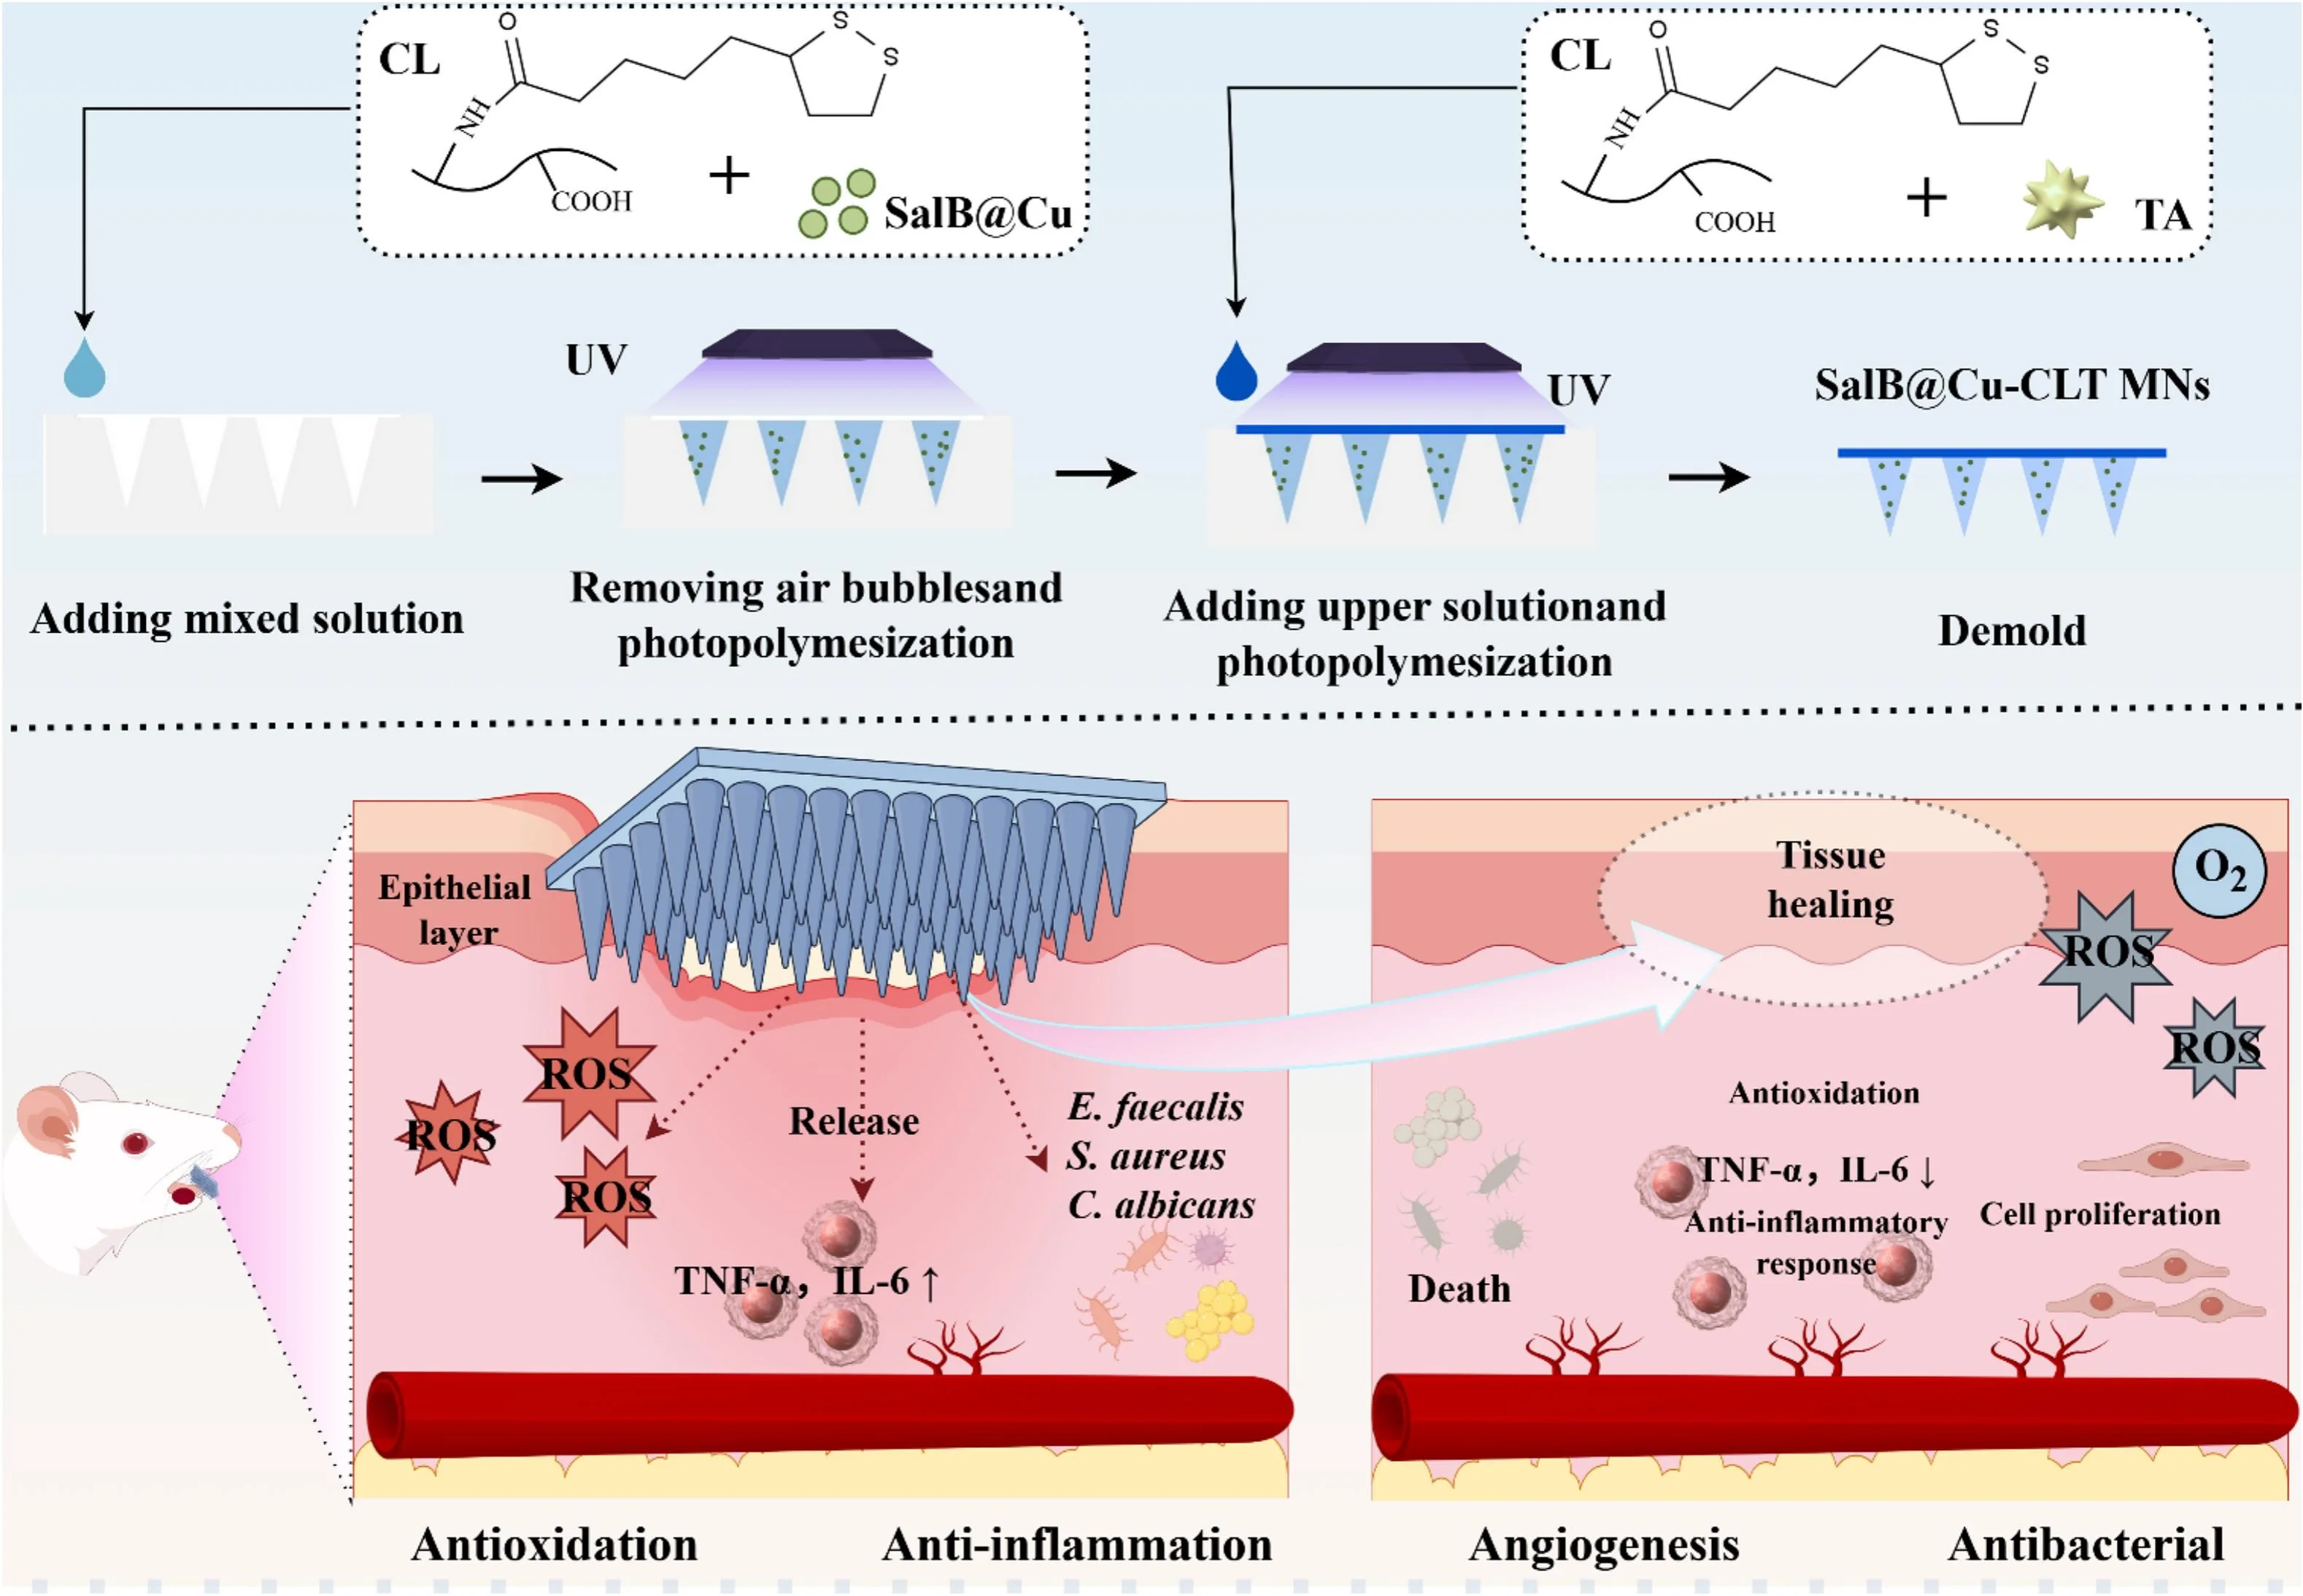 CL
O
S
S
NH
COOH
+
SalB@Cu
CL
O
S
S
NH
COOH
+
TA
UV
UV
SalB@Cu-CLT MNs
Adding mixed solution
Removing air bubblesand
photopolymesization
Adding upper solutionand
photopolymesization
Demold
Epithelial
layer
ROS
ROS
ROS
Release
E. faecalis
S. aureus
C. albicans
TNF-α，IL-6 ↑
Tissue
healing
O₂
ROS
ROS
Antioxidation
TNF-α，IL-6 ↓
Anti-inflammatory
response
Cell proliferation
Death
Antioxidation
Anti-inflammation
Angiogenesis
Antibacterial